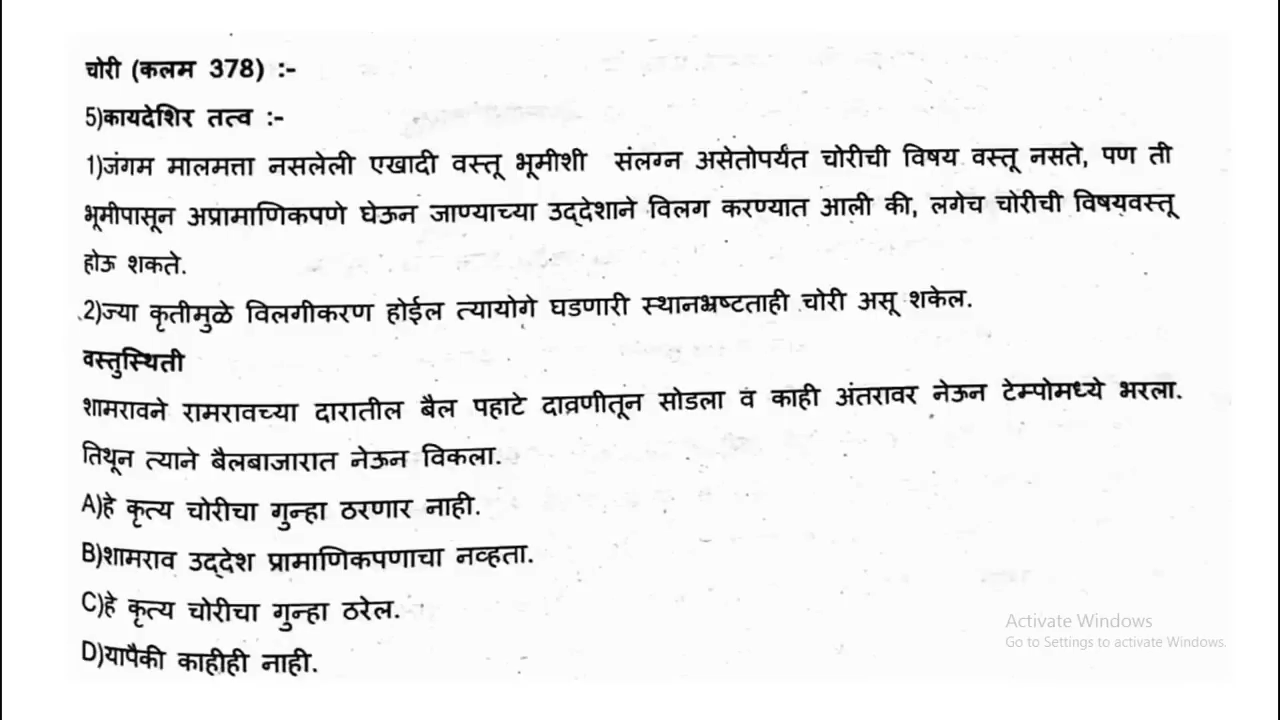 चोरी (कलम 378) :-
5)कायदेशिर तत्व :-
1)जंगम मालमत्ता नसलेली एखादी वस्तू भूमीशी संलग्न असेतोपर्यंत चोरीची विषय वस्तू नसते, पण ती
भूमीपासून अप्रामाणिकपणे घेऊन जाण्याच्या उद्देशाने विलग करण्यात आली की, लगेच चोरीची विषयवस्तू
होऊ शकते.
2)ज्या कृतीमुळे विलगीकरण होईल त्यायोगे घडणारी स्थानभ्रष्टताही चोरी असू शकेल.
वस्तुस्थिती
शामरावने रामरावच्या दारातील बैल पहाटे दावणीतून सोडला व काही अंतरावर नेऊन टेम्पोमध्ये भरला.
तिथून त्याने बैलबाजारात नेऊन विकला.
A)हे कृत्य चोरीचा गुन्हा ठरणार नाही.
B)शामराव उद्देश प्रामाणिकपणाचा नव्हता.
C)हे कृत्य चोरीचा गुन्हा ठरेल.
D)यापैकी काहीही नाही.
Activate Windows
Go to Settings to activate Windows.